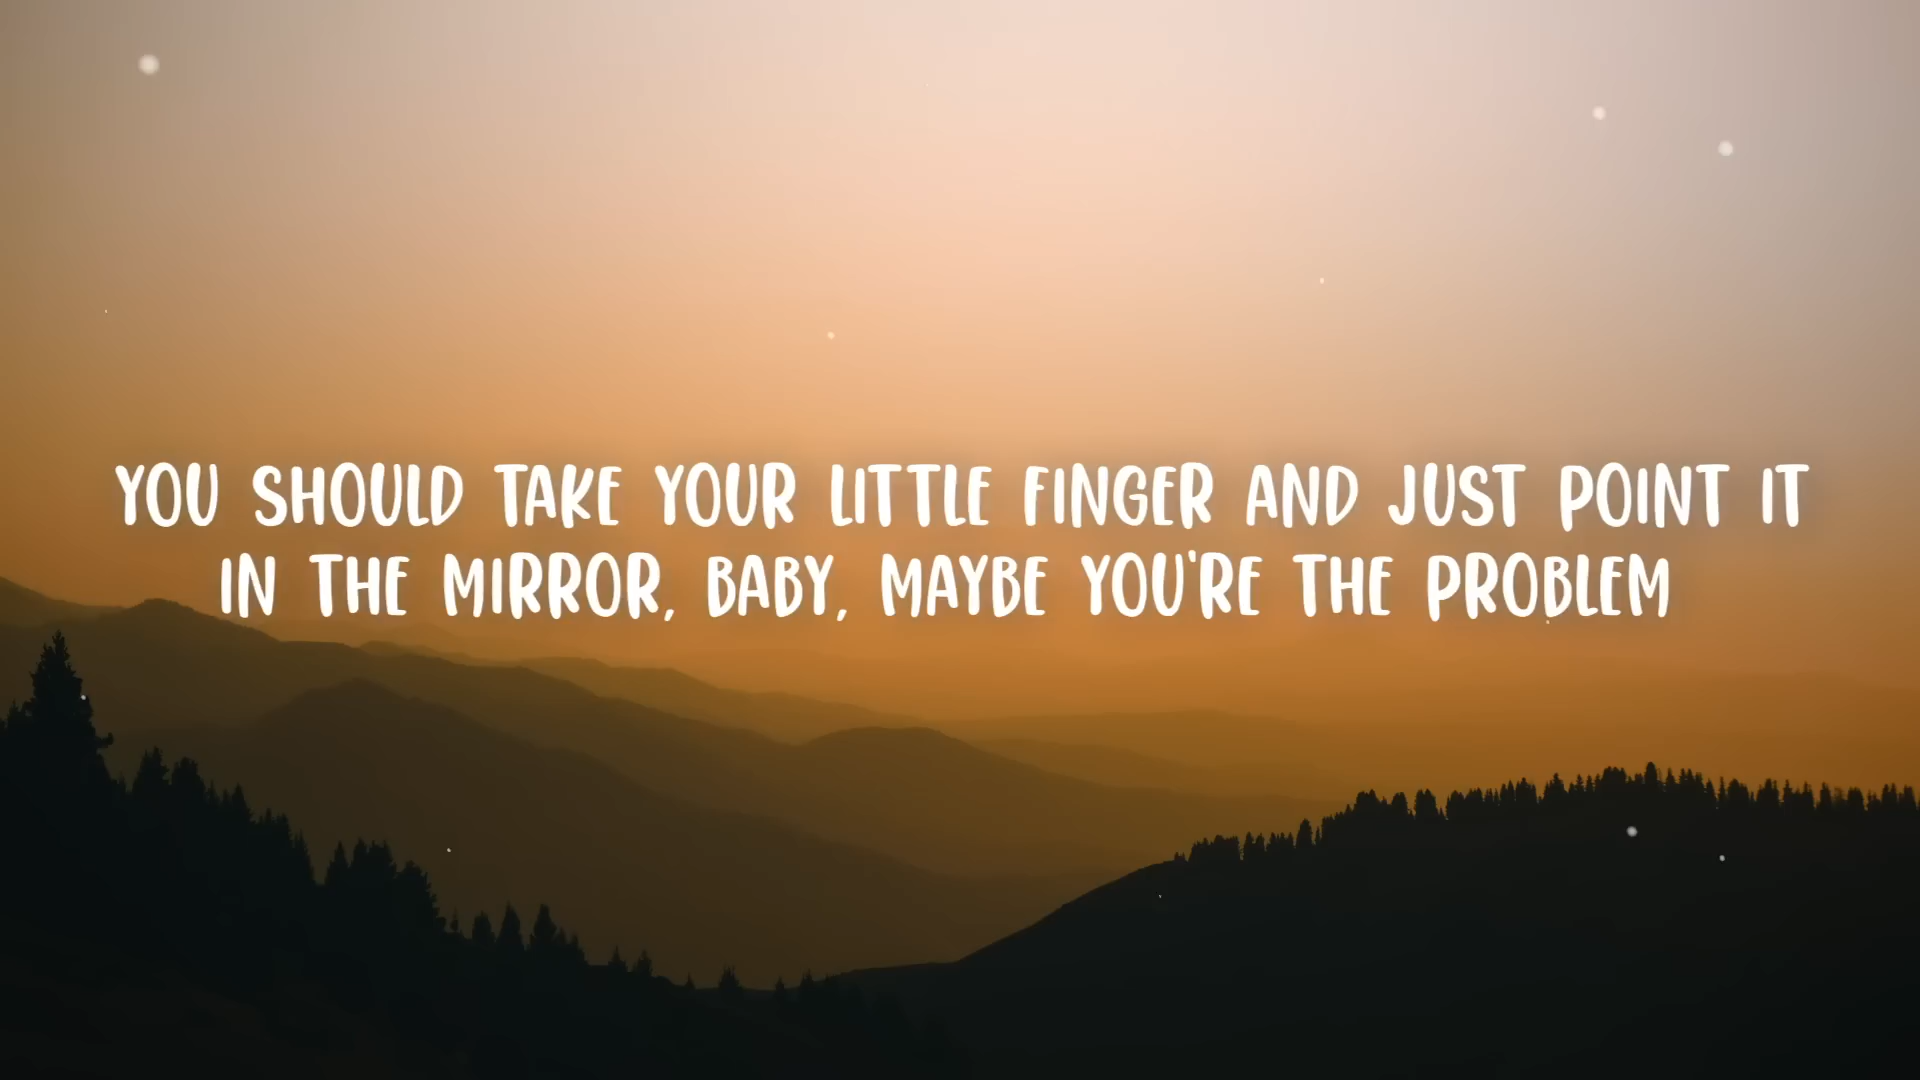 YOU SHOULD TAKE YOUR LITTLE FINGER AND JUST POINT IT
IN THE MIRROR, BABY, MAYBE YOU'RE THE PROBLEM